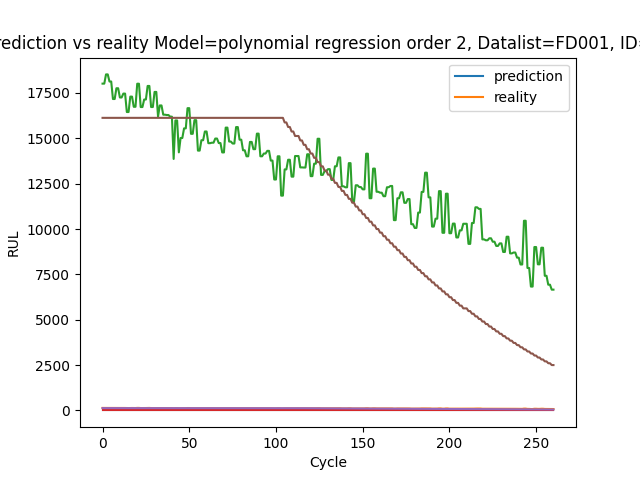 rediction vs reality Model=polynomial regression order 2, Datalist=FD001, ID=
prediction
reality
RUL
17500
15000
12500
10000
7500
5000
2500
0
0 50 100 150 200 250
Cycle